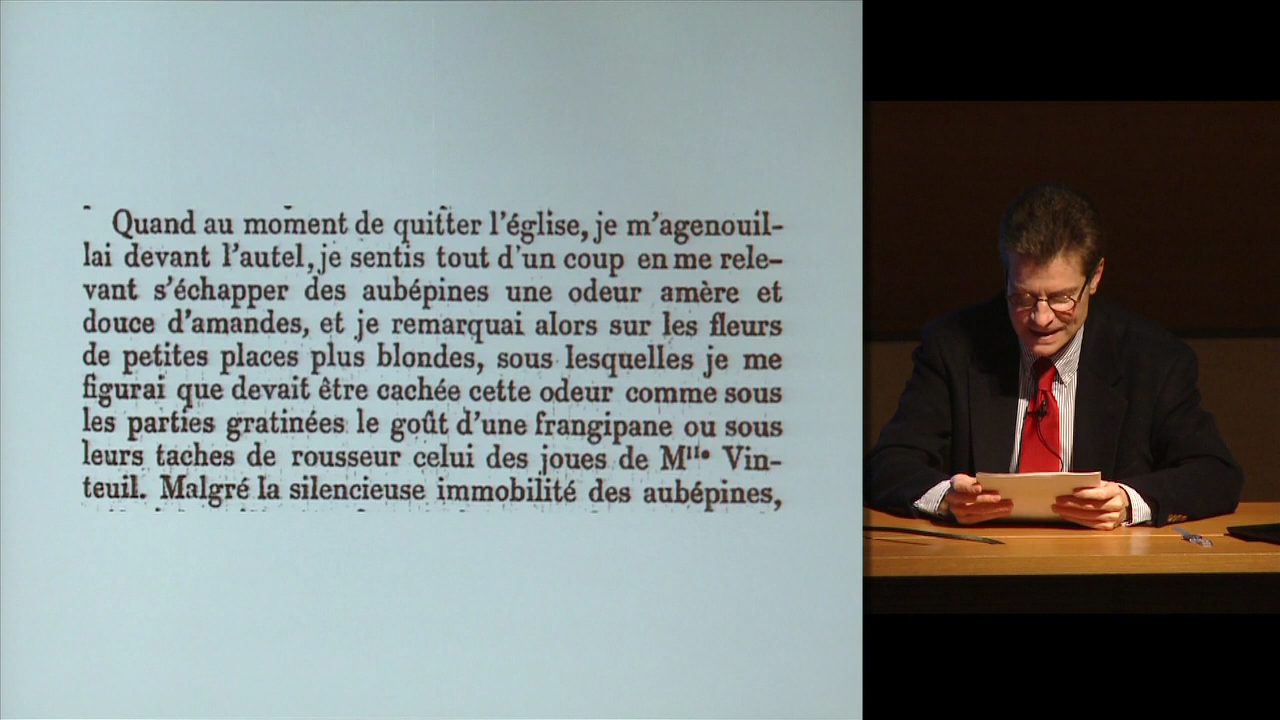 Quand au moment de quitter l'église, je m'agenouil-
lai devant l'autel, je sentis tout d'un coup en me rele-
vant s'échapper des aubépines une odeur amère et
douce d'amandes, et je remarquai alors sur les fleurs
de petites places plus blondes, sous lesquelles je me
figurai que devait être cachée cette odeur comme sous
les parties gratinées le goût d'une frangipane ou sous
leurs taches de rousseur celui des joues de Mlle Vin-
teuil. Malgré la silencieuse immobilité des aubépines,